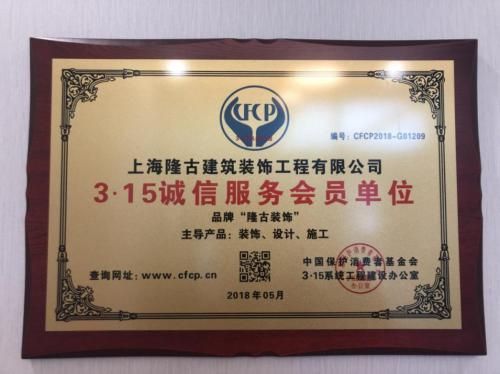 CFCP
编号：CFCP2018-G01209
上海隆古建筑装饰工程有限公司
3·15诚信服务会员单位
品牌“隆古装饰”
主导产品：装饰、设计、施工
中国保护消费者基金会
查询网址：www.cfcp.cn
3·15系统工程建设办公室
2018年05月